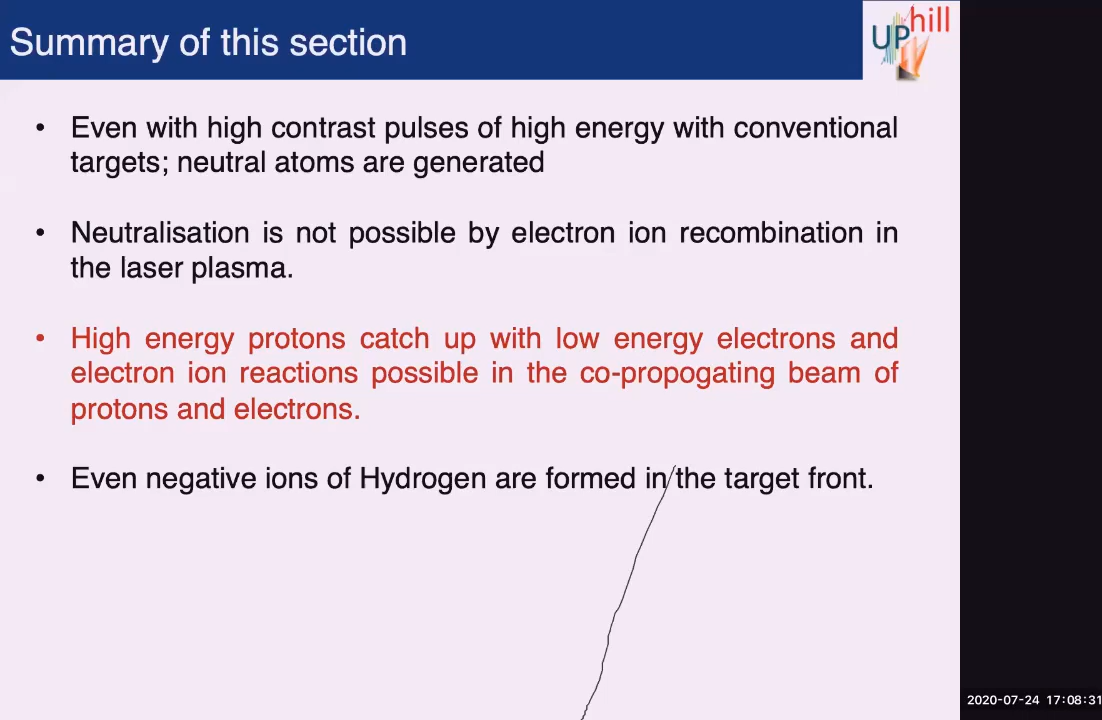 Summary of this section
UPhill
• Even with high contrast pulses of high energy with conventional
targets; neutral atoms are generated
• Neutralisation is not possible by electron ion recombination in
the laser plasma.
• High energy protons catch up with low energy electrons and
electron ion reactions possible in the co-propogating beam of
protons and electrons.
• Even negative ions of Hydrogen are formed in the target front.
2020-07-24 17:08:31